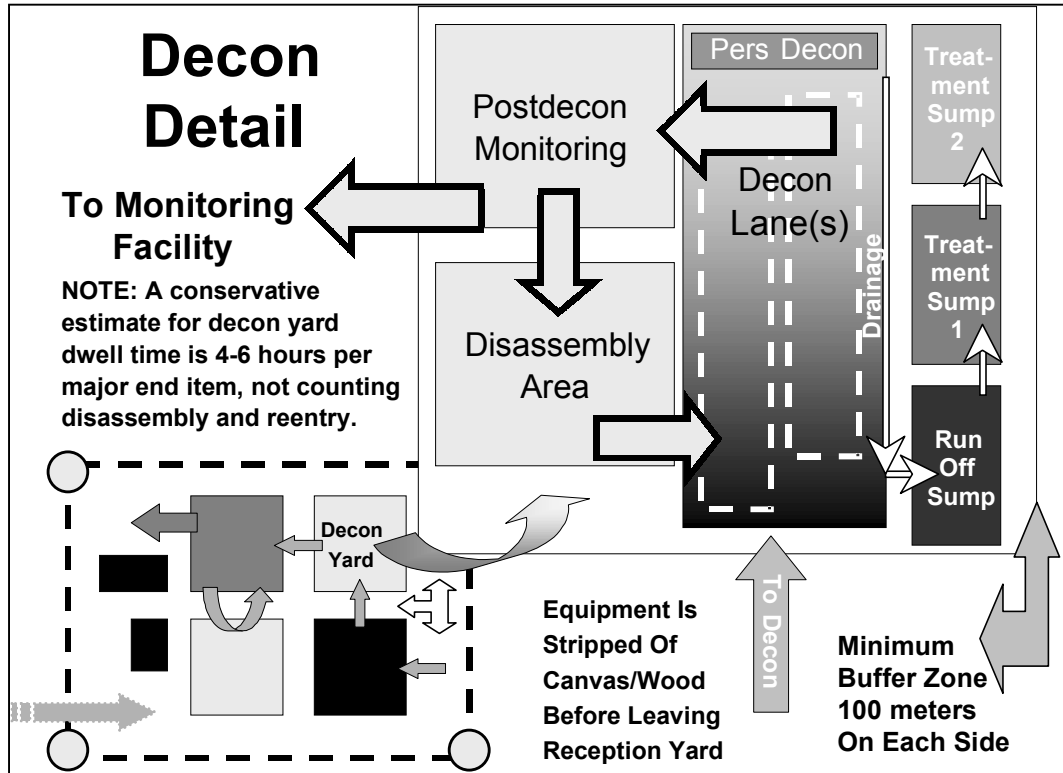 Decon
Detail
To Monitoring
Facility
NOTE: A conservative
estimate for decon yard
dwell time is 4-6 hours per
major end item, not counting
disassembly and reentry.
Postdecon
Monitoring
Disassembly
Area
Pers Decon
Decon
Lane(s)
Drainage
Treat-
ment
Sump
2
Treat-
ment
Sump
1
Run
Off
Sump
Decon
Yard
Equipment Is
Stripped Of
Canvas/Wood
Before Leaving
Reception Yard
To Decon
Minimum
Buffer Zone
100 meters
On Each Side